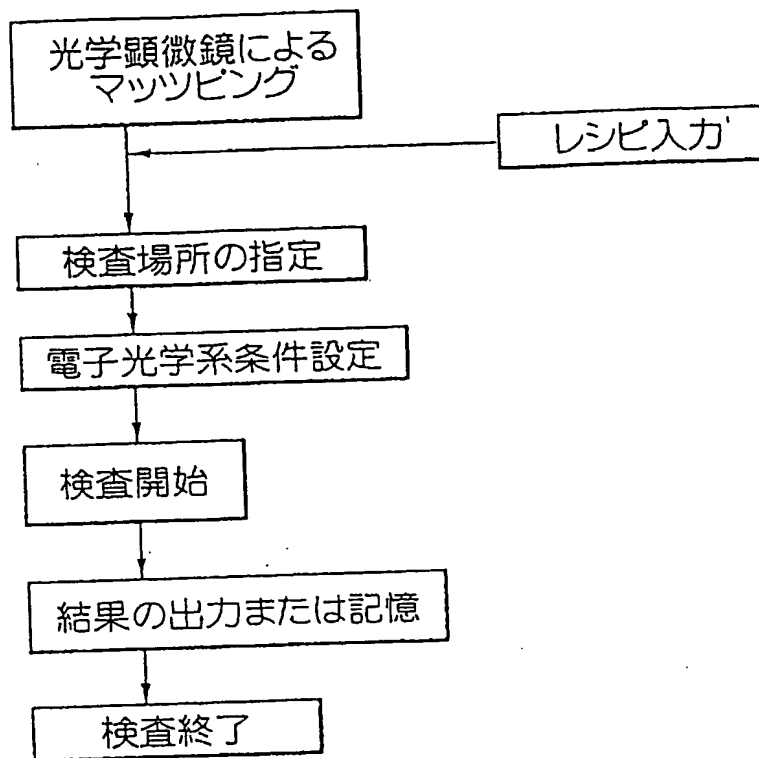 光学顕微鏡による
マッツピング
レシピ入力
検査場所の指定
電子光学系条件設定
検査開始
結果の出力または記憶
検査終了